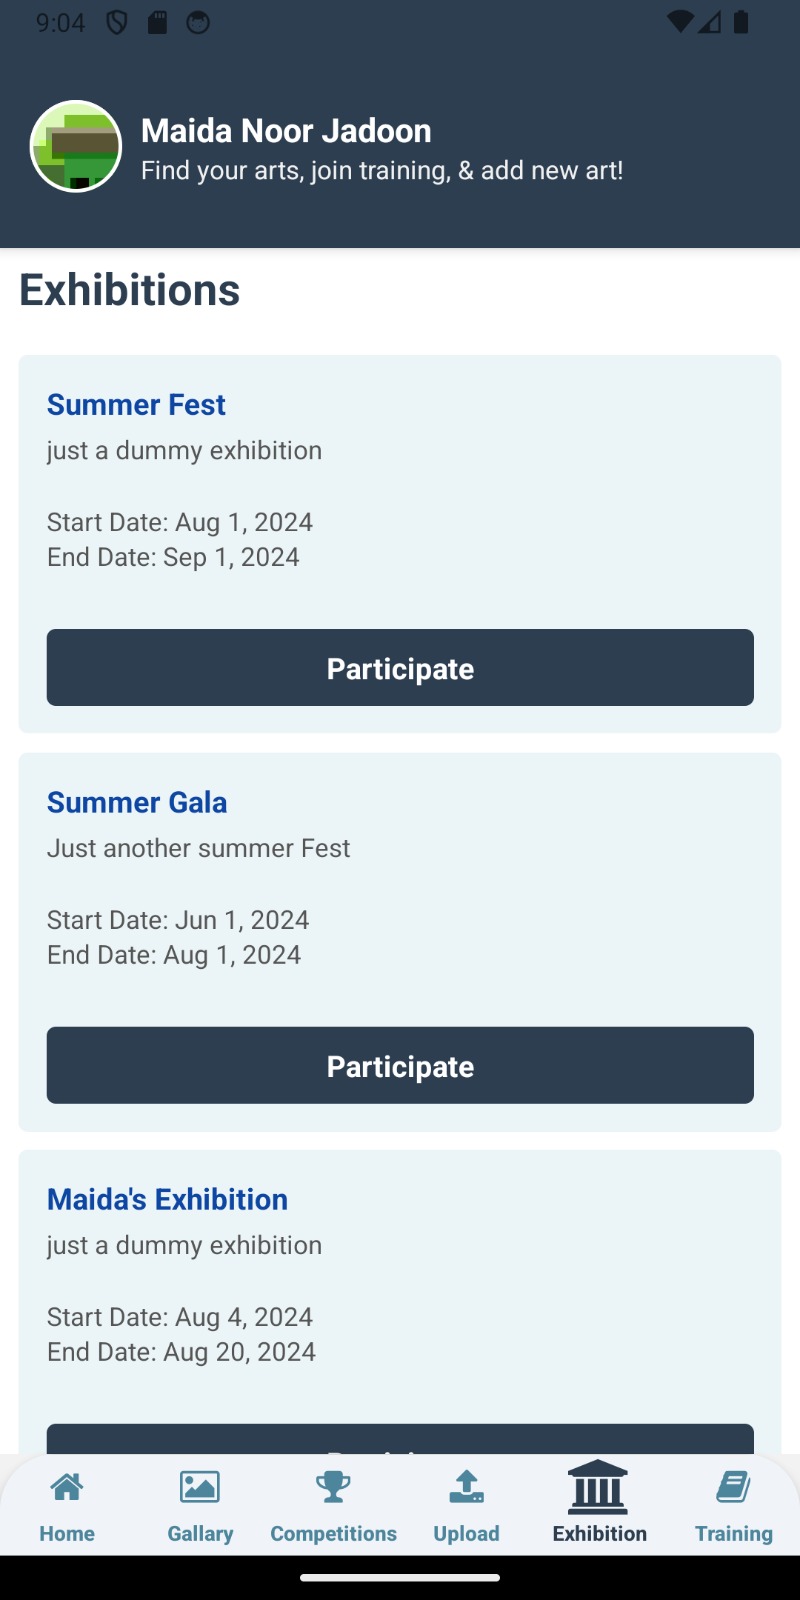 9:04
Maida Noor Jadoon
Find your arts, join training, & add new art!
Exhibitions
Summer Fest
just a dummy exhibition
Start Date: Aug 1, 2024
End Date: Sep 1, 2024
Participate
Summer Gala
Just another summer Fest
Start Date: Jun 1, 2024
End Date: Aug 1, 2024
Participate
Maida's Exhibition
just a dummy exhibition
Start Date: Aug 4, 2024
End Date: Aug 20, 2024
Home Gallary Competitions Upload Exhibition Training